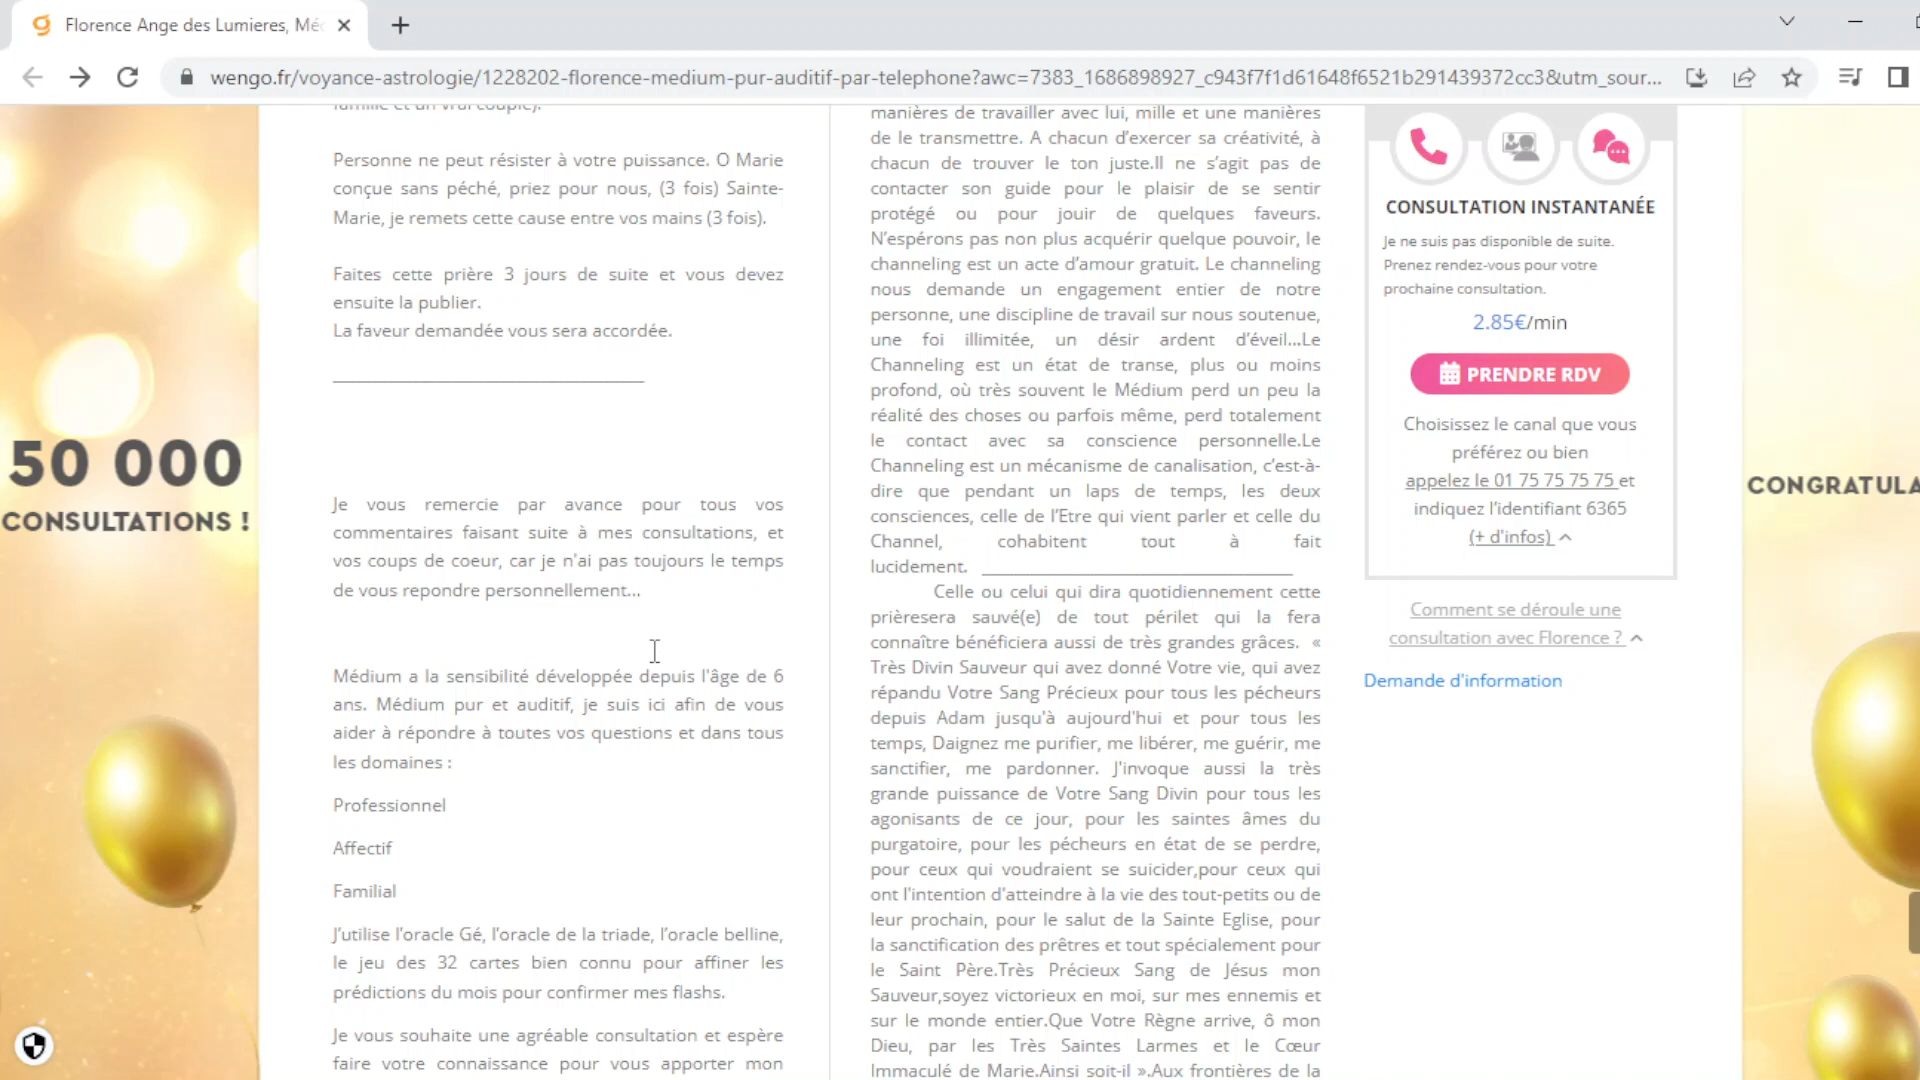 Florence Ange des Lumieres, Méd
wengo.fr/voyance-astrologie/1228202-florence-medium-pur-auditif-par-telephone?awc=7383_1686898927_c943f7f1d61648f6521b291439372cc3&utm_sour...
famille et un vrai couple).
Personne ne peut résister à votre puissance. O Marie
conçue sans péché, priez pour nous, (3 fois) Sainte-
Marie, je remets cette cause entre vos mains (3 fois).
Faites cette prière 3 jours de suite et vous devez
ensuite la publier.
La faveur demandée vous sera accordée.
Je vous remercie par avance pour tous vos
commentaires faisant suite à mes consultations, et
vos coups de coeur, car je n'ai pas toujours le temps
de vous repondre personnellement...
Médium a la sensibilité développée depuis l'âge de 6
ans. Médium pur et auditif, je suis ici afin de vous
aider à répondre à toutes vos questions et dans tous
les domaines :
Professionnel
Affectif
Familial
J'utilise l'oracle Gé, l'oracle de la triade, l'oracle belline,
le jeu des 32 cartes bien connu pour affiner les
prédictions du mois pour confirmer mes flashs.
Je vous souhaite une agréable consultation et espère
faire votre connaissance pour vous apporter mon
manières de travailler avec lui, mille et une manières
de le transmettre. A chacun d'exercer sa créativité, à
chacun de trouver le ton juste.Il ne s'agit pas de
contacter son guide pour le plaisir de se sentir
protégé ou pour jouir de quelques faveurs.
N'espérons pas non plus acquérir quelque pouvoir, le
channeling est un acte d'amour gratuit. Le channeling
nous demande un engagement entier de notre
personne, une discipline de travail sur nous soutenue,
une foi illimitée, un désir ardent d'éveil...Le
Channeling est un état de transe, plus ou moins
profond, où très souvent le Médium perd un peu la
réalité des choses ou parfois même, perd totalement
le contact avec sa conscience personnelle.Le
Channeling est un mécanisme de canalisation, c'est-à-
dire que pendant un laps de temps, les deux
consciences, celle de l'Etre qui vient parler et celle du
Channel, cohabitent tout à fait
lucidement. ___________________________________
Celle ou celui qui dira quotidiennement cette
prièresera sauvé(e) de tout périlet qui la fera
connaître bénéficiera aussi de très grandes grâces. «
Très Divin Sauveur qui avez donné Votre vie, qui avez
répandu Votre Sang Précieux pour tous les pécheurs
depuis Adam jusqu'à aujourd'hui et pour tous les
temps, Daignez me purifier, me libérer, me guérir, me
sanctifier, me pardonner. J'invoque aussi la très
grande puissance de Votre Sang Divin pour tous les
agonisants de ce jour, pour les saintes âmes du
purgatoire, pour les pécheurs en état de se perdre,
pour ceux qui voudraient se suicider,pour ceux qui
ont l'intention d'atteindre à la vie des tout-petits ou de
leur prochain, pour le salut de la Sainte Eglise, pour
la sanctification des prêtres et tout spécialement pour
le Saint Père.Très Précieux Sang de Jésus mon
Sauveur,soyez victorieux en moi, sur mes ennemis et
sur le monde entier.Que Votre Règne arrive, ô mon
Dieu, par les Très Saintes Larmes et le Cœur
Immaculé de Marie.Ainsi soit-il ».Aux frontières de la
CONSULTATION INSTANTANÉE
Je ne suis pas disponible de suite.
Prenez rendez-vous pour votre
prochaine consultation.
2.85€/min
PRENDRE RDV
Choisissez le canal que vous
préférez ou bien
appelez le 01 75 75 75 75 et
indiquez l'identifiant 6365
(+ d'infos)
Comment se déroule une
consultation avec Florence ?
Demande d'information
50 000
CONSULTATIONS !
CONGRATULA